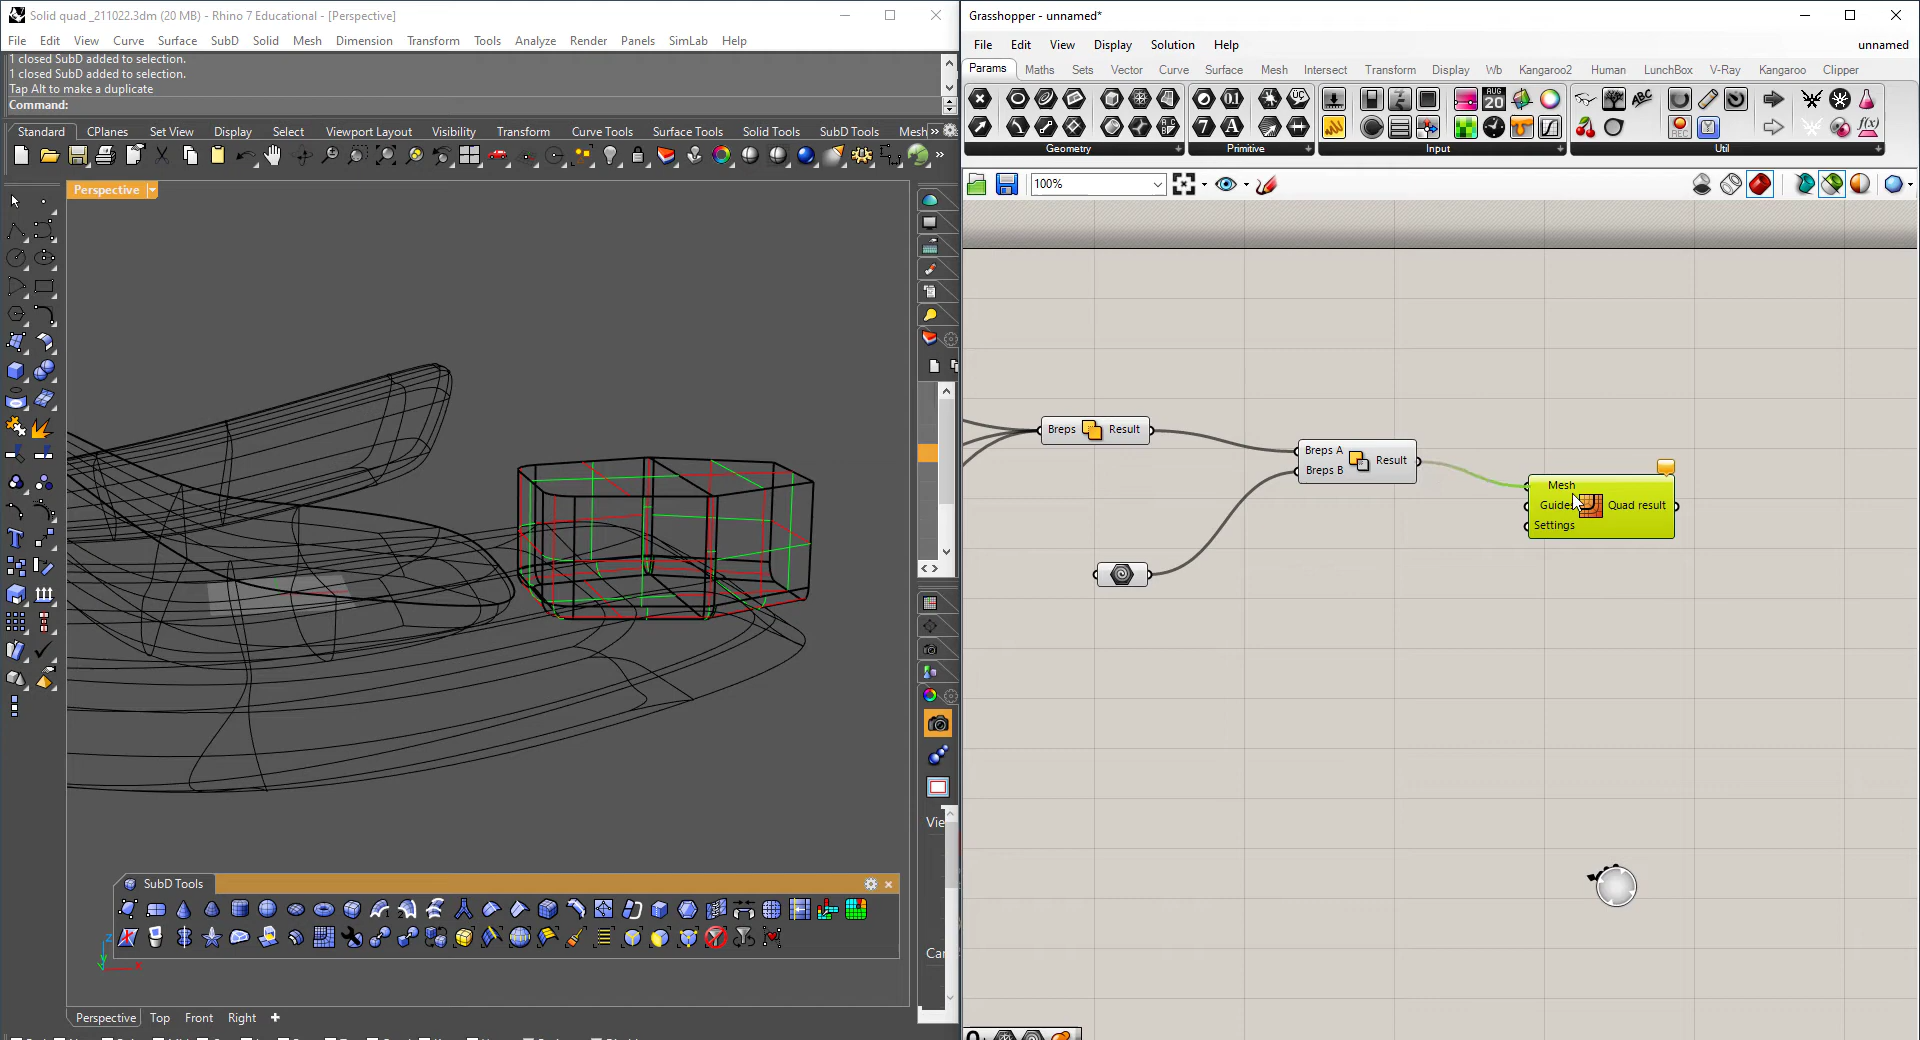 Solid quad _211022.3dm (20 MB) - Rhino 7 Educational - [Perspective]
File Edit View Curve Surface SubD Solid Mesh Dimension Transform Tools Analyze Render Panels SimLab Help
1 closed SubD added to selection.
1 closed SubD added to selection.
Tap Alt to make a duplicate
Command:
Standard CPlanes Set View Display Select Viewport Layout Visibility Transform Curve Tools Surface Tools Solid Tools SubD Tools Mesh »
Perspective
SubD Tools
Vie
Ca
z
x
Perspective Top Front Right
Grasshopper - unnamed*
File Edit View Display Solution Help
unnamed
Params Maths Sets Vector Curve Surface Mesh Intersect Transform Display Wb Kangaroo2 Human LunchBox V-Ray Kangaroo Clipper
Geometry Primitive Input Util
100%
Breps Result
Breps A
Breps B
Result
Mesh
Guides
Settings
Quad result